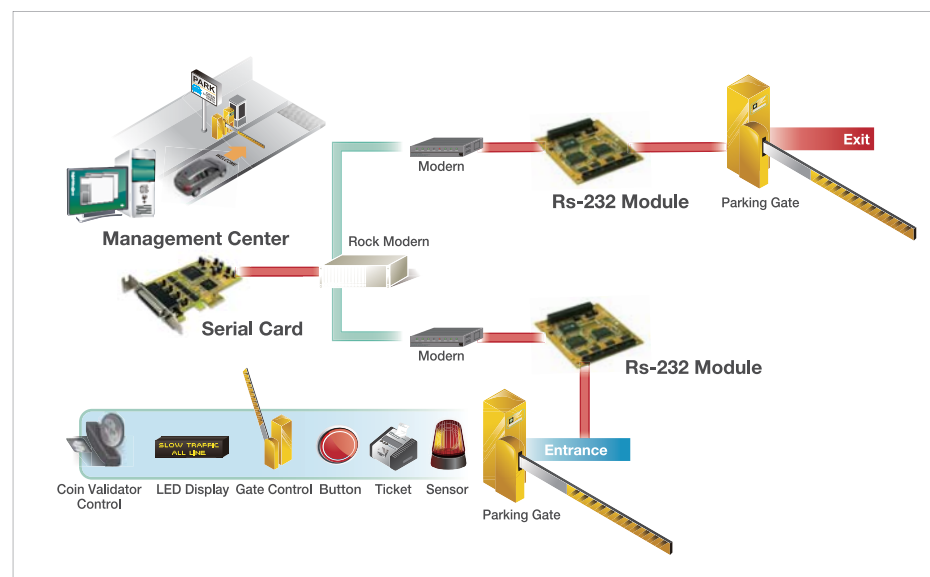 PARK
WELCOME
Management Center
Serial Card
Rock Modern
Modern
Rs-232 Module
Parking Gate
Exit
Modern
Rs-232 Module
Entrance
Parking Gate
SLOW TRAFFIC
ALL LINE
Coin Validator
Control
LED Display
Gate Control
Button
Ticket
Sensor